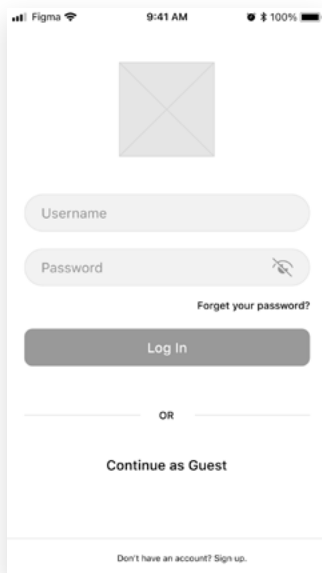 Figma 9:41 AM 100%
Username
Password
Forget your password?
Log In
OR
Continue as Guest
Don't have an account? Sign up.